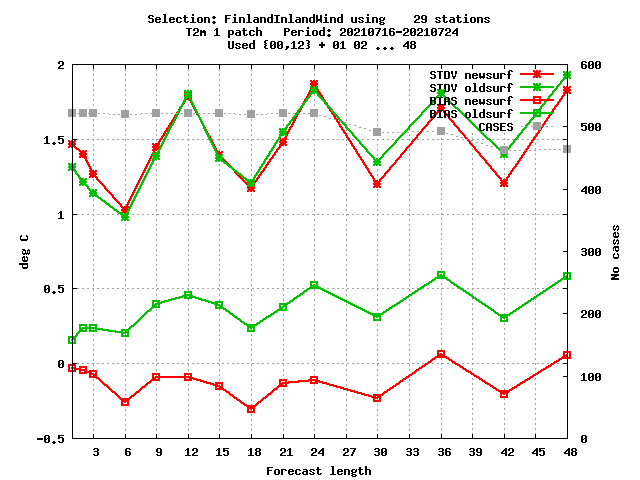 Selection: FinlandInlandWind using    29 stations
T2m 1 patch   Period: 20210716-20210724
Used {00,12} + 01 02 ... 48
STDV newsurf
STDV oldsurf
BIAS newsurf
BIAS oldsurf
CASES
2
1.5
1
0.5
0
-0.5
deg C
600
500
400
300
200
100
0
No cases
3 6 9 12 15 18 21 24 27 30 33 36 39 42 45 48
Forecast length